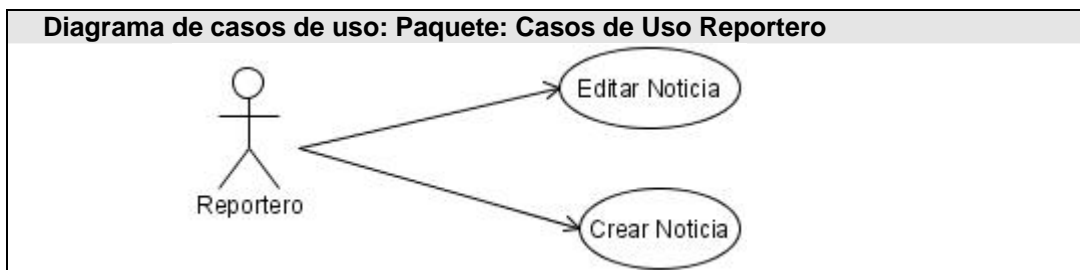 Diagrama de casos de uso: Paquete: Casos de Uso Reportero
Editar Noticia
Reportero
Crear Noticia